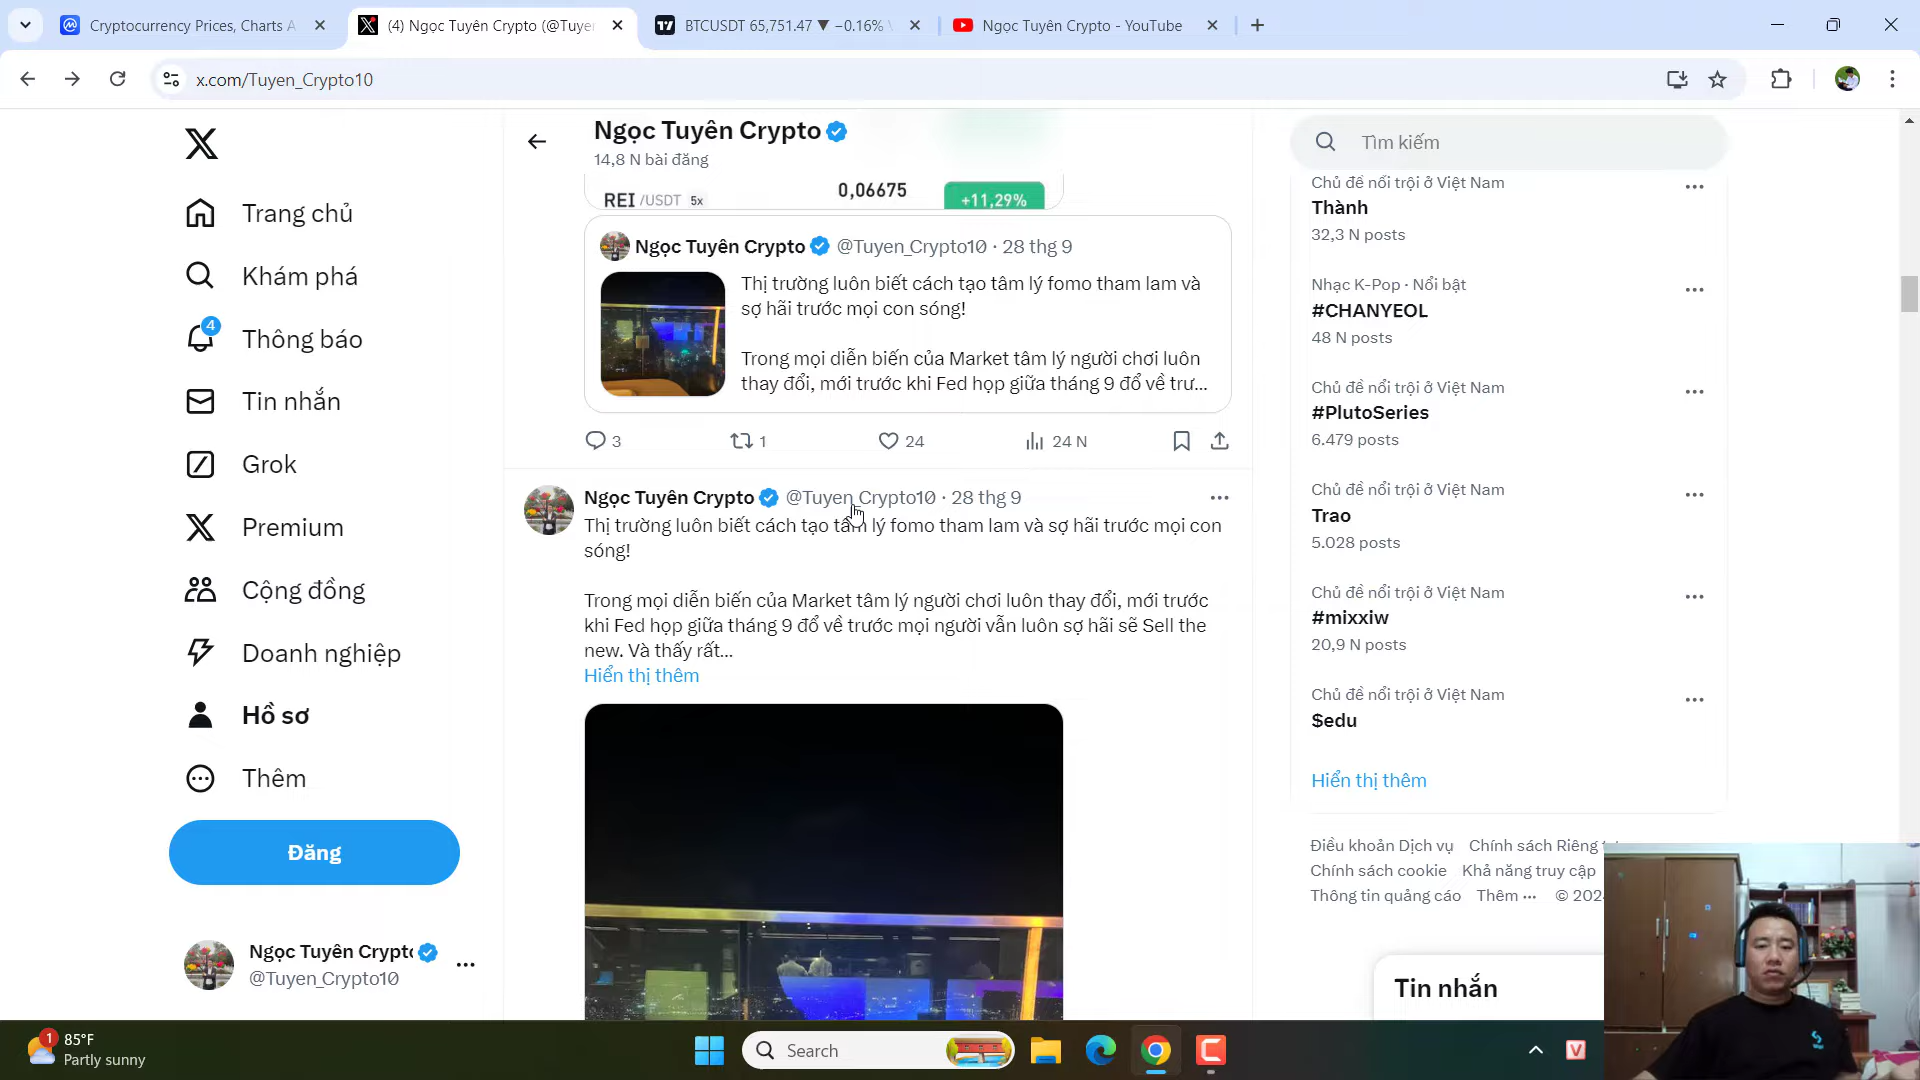 Cryptocurrency Prices, Charts A
(4) Ngọc Tuyên Crypto (@Tuye
BTCUSDT 65,751.47 ▼ −0.16%
Ngọc Tuyên Crypto - YouTube
x.com/Tuyen_Crypto10
Trang chủ
Khám phá
4
Thông báo
Tin nhắn
Grok
Premium
Cộng đồng
Doanh nghiệp
Hồ sơ
Thêm
Đăng
Ngọc Tuyên Crypt
@Tuyen_Crypto10
Ngọc Tuyên Crypto
14,8 N bài đăng
REI /USDT 5x
0,06675
+11,29%
Ngọc Tuyên Crypto @Tuyen_Crypto10 · 28 thg 9
Thị trường luôn biết cách tạo tâm lý fomo tham lam và
sợ hãi trước mọi con sóng!
Trong mọi diễn biến của Market tâm lý người chơi luôn
thay đổi, mới trước khi Fed họp giữa tháng 9 đổ về trư...
3
1
24
24 N
Ngọc Tuyên Crypto @Tuyen_Crypto10 · 28 thg 9
Thị trường luôn biết cách tạo tâm lý fomo tham lam và sợ hãi trước mọi con
sóng!
Trong mọi diễn biến của Market tâm lý người chơi luôn thay đổi, mới trước
khi Fed họp giữa tháng 9 đổ về trước mọi người vẫn luôn sợ hãi sẽ Sell the
new. Và thấy rất...
Hiển thị thêm
Tìm kiếm
Chủ đề nổi trội ở Việt Nam
Thành
32,3 N posts
Nhạc K-Pop · Nổi bật
#CHANYEOL
48 N posts
Chủ đề nổi trội ở Việt Nam
#PlutoSeries
6.479 posts
Chủ đề nổi trội ở Việt Nam
Trao
5.028 posts
Chủ đề nổi trội ở Việt Nam
#mixxiw
20,9 N posts
Chủ đề nổi trội ở Việt Nam
$edu
Hiển thị thêm
Điều khoản Dịch vụ Chính sách Riêng t
Chính sách cookie Khả năng truy cập
Thông tin quảng cáo Thêm ··· © 202
Tin nhắn
1
85°F
Partly sunny
Search
V